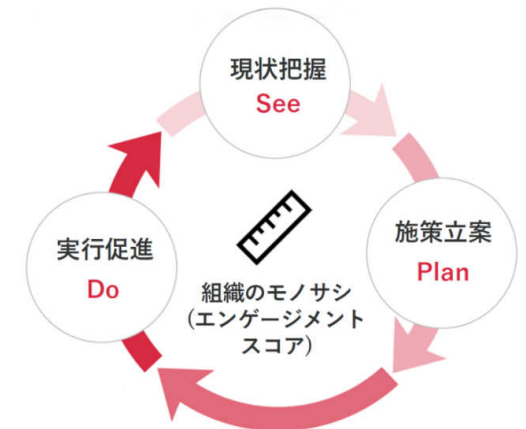 現状把握
See
施策立案
Plan
実行促進
Do
組織のモノサシ
(エンゲージメント
スコア)